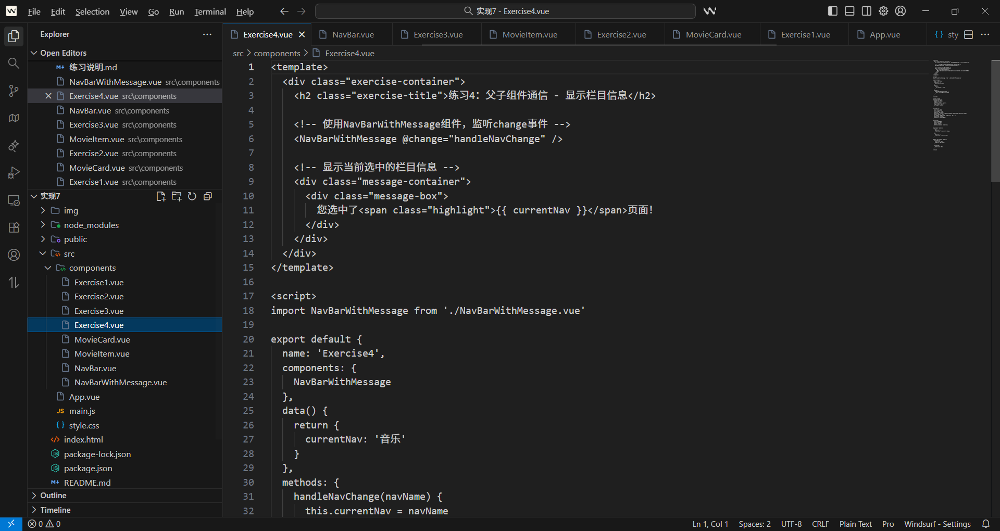 File Edit Selection View Go Run Terminal Help
实现7 - Exercise4.vue
Explorer
Open Editors
练习说明.md
NavBarWithMessage.vue src\components
Exercise4.vue src\components
NavBar.vue src\components
Exercise3.vue src\components
MovieItem.vue src\components
Exercise2.vue src\components
MovieCard.vue src\components
Exercise1.vue src\components
实现7
img
node_modules
public
src
components
Exercise1.vue
Exercise2.vue
Exercise3.vue
Exercise4.vue
MovieCard.vue
MovieItem.vue
NavBar.vue
NavBarWithMessage.vue
App.vue
JS main.js
{} style.css
index.html
package-lock.json
package.json
README.md
Outline
Timeline
Exercise4.vue NavBar.vue Exercise3.vue MovieItem.vue Exercise2.vue MovieCard.vue Exercise1.vue App.vue {} sty
src > components > Exercise4.vue
1 <template>
2 <div class="exercise-container">
3 <h2 class="exercise-title">练习4: 父子组件通信 - 显示栏目信息</h2>
4
5 <!-- 使用NavBarWithMessage组件，监听change事件 -->
6 <NavBarWithMessage @change="handleNavChange" />
7
8 <!-- 显示当前选中的栏目信息 -->
9 <div class="message-container">
10 <div class="message-box">
11 您选中了<span class="highlight">{{ currentNav }}</span>页面!
12 </div>
13 </div>
14 </div>
15 </template>
16
17 <script>
18 import NavBarWithMessage from './NavBarWithMessage.vue'
19
20 export default {
21 name: 'Exercise4',
22 components: {
23 NavBarWithMessage
24 },
25 data() {
26 return {
27 currentNav: '音乐'
28 }
29 },
30 methods: {
31 handleNavChange(navName) {
32 this.currentNav = navName
0 0
Ln 1, Col 1 Spaces: 2 UTF-8 CRLF Plain Text Pro Windsurf - Settings